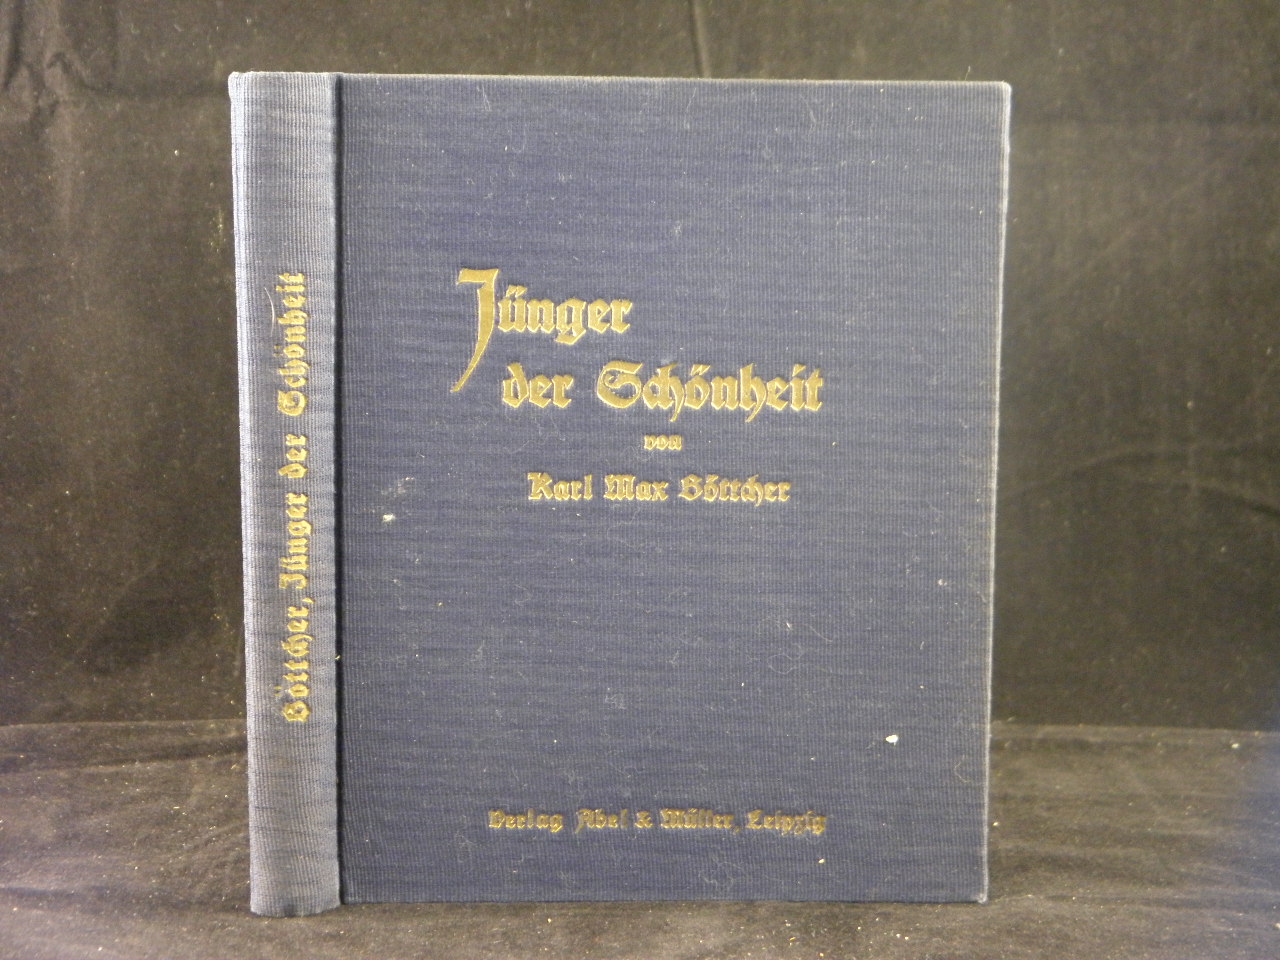 Böttcher, Jünger der Schönheit
Jünger
der Schönheit
von
Karl Max Böttcher
Verlag Abel & Müller, Leipzig